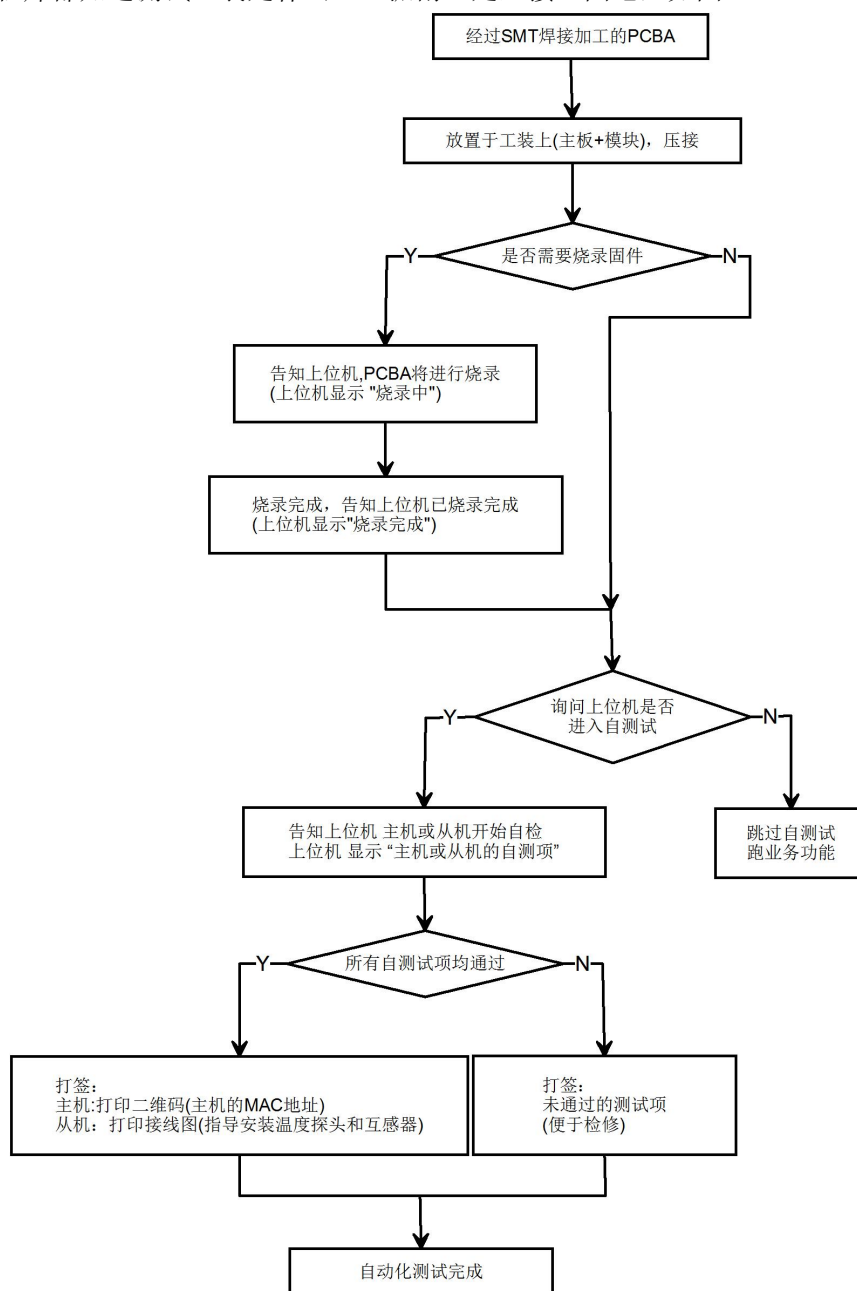 经过SMT焊接加工的PCBA
放置于工装上(主板+模块)，压接
是否需要烧录固件
Y
N
告知上位机,PCBA将进行烧录
(上位机显示 "烧录中")
烧录完成，告知上位机已烧录完成
(上位机显示"烧录完成")
询问上位机是否
进入自测试
Y
N
告知上位机 主机或从机开始自检
上位机 显示 “主机或从机的自测项”
跳过自测试
跑业务功能
所有自测试项均通过
Y
N
打签：
主机:打印二维码(主机的MAC地址)
从机：打印接线图(指导安装温度探头和互感器)
打签：
未通过的测试项
(便于检修)
自动化测试完成